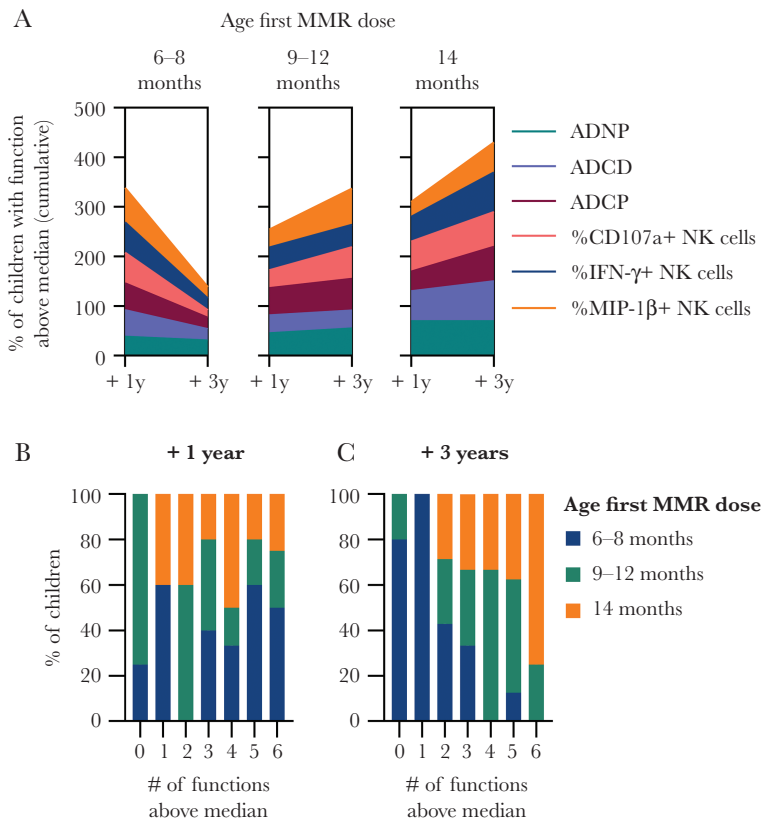 A
Age first MMR dose
6–8
months
9–12
months
14
months
% of children with function
above median (cumulative)
500
400
300
200
100
0
+ 1y
+ 3y
+ 1y
+ 3y
+ 1y
+ 3y
ADNP
ADCD
ADCP
%CD107a+ NK cells
%IFN-γ+ NK cells
%MIP-1β+ NK cells
B
+ 1 year
% of children
100
80
60
40
20
0
0 1 2 3 4 5 6
# of functions
above median
C
+ 3 years
100
80
60
40
20
0
0 1 2 3 4 5 6
# of functions
above median
Age first MMR dose
6–8 months
9–12 months
14 months